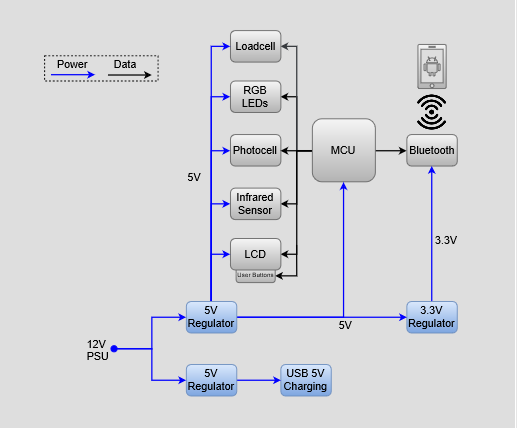 Power
Data
Loadcell
RGB
LEDs
Photocell
MCU
Bluetooth
5V
Infrared
Sensor
LCD
User Buttons
3.3V
5V
Regulator
5V
3.3V
Regulator
12V
PSU
5V
Regulator
USB 5V
Charging